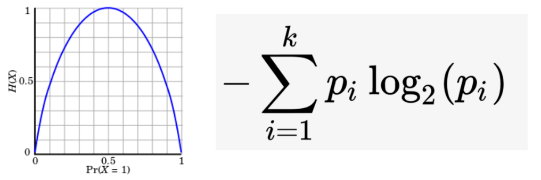 1
H(X)
0.5
0
0
0.5
1
Pr(X = 1)
k
− ∑ pᵢ log₂(pᵢ)
i=1